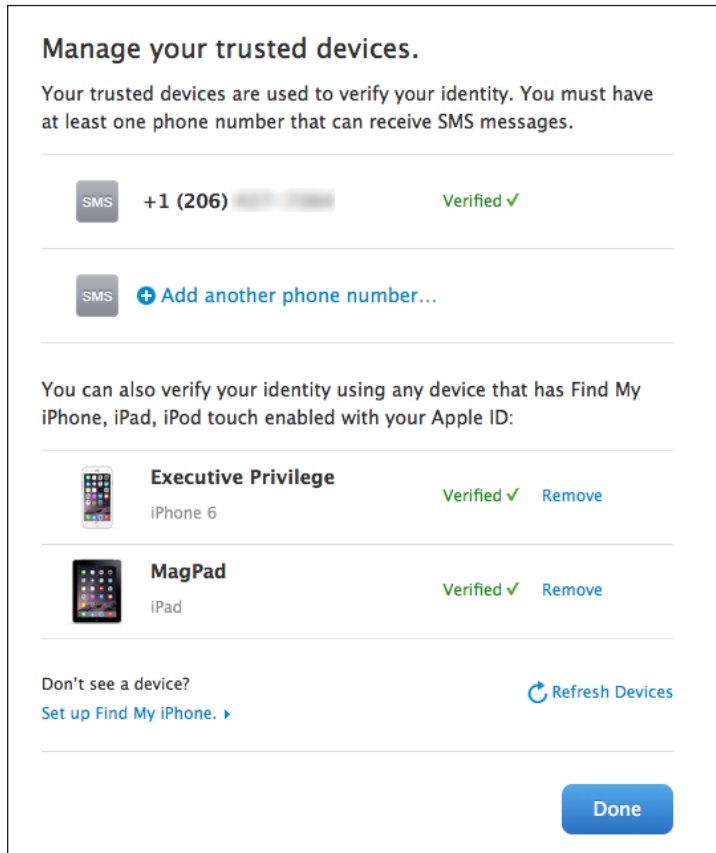 Manage your trusted devices.
Your trusted devices are used to verify your identity. You must have
at least one phone number that can receive SMS messages.
SMS +1 (206) Verified ✓
SMS Add another phone number...
You can also verify your identity using any device that has Find My
iPhone, iPad, iPod touch enabled with your Apple ID:
Executive Privilege
iPhone 6
Verified ✓ Remove
MagPad
iPad
Verified ✓ Remove
Don't see a device?
Set up Find My iPhone.
Refresh Devices
Done